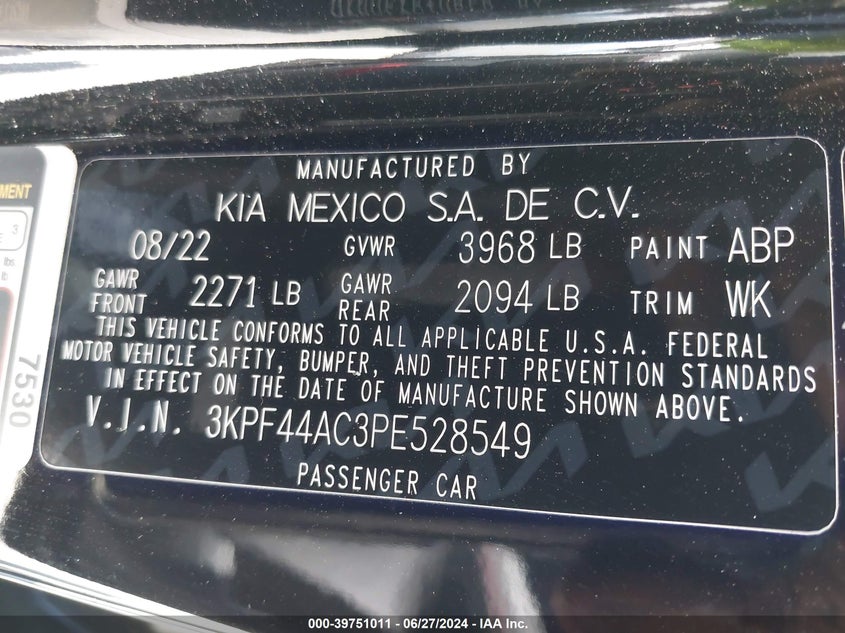 MANUFACTURED BY
KIA MEXICO S.A. DE C.V.
08/22 GVWR 3968 LB PAINT ABP
GAWR FRONT 2271 LB GAWR REAR 2094 LB TRIM WK
THIS VEHICLE CONFORMS TO ALL APPLICABLE U.S.A. FEDERAL
MOTOR VEHICLE SAFETY, BUMPER, AND THEFT PREVENTION STANDARDS
IN EFFECT ON THE DATE OF MANUFACTURE SHOWN ABOVE.
V.I.N. 3KPF44AC3PE528549
PASSENGER CAR
3
lbs
lb
7530
000-39751011 - 06/27/2024 - IAA Inc.